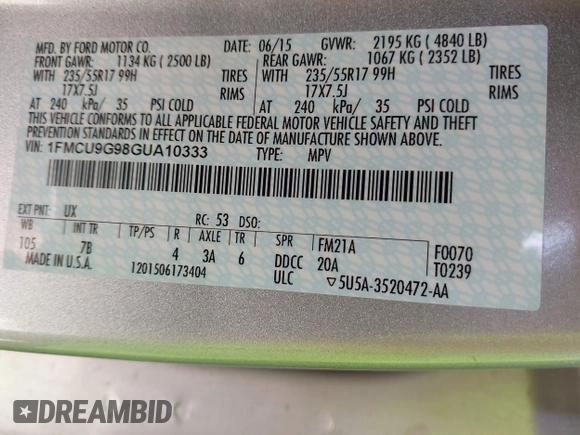 MFD. BY FORD MOTOR CO. DATE: 06/15 GVWR: 2195 KG ( 4840 LB)
FRONT GAWR: 1134 KG ( 2500 LB) REAR GAWR: 1067 KG ( 2352 LB)
WITH 235/55R17 99H TIRES WITH 235/55R17 99H TIRES
17X7.5J RIMS 17X7.5J RIMS
AT 240 kPa/ 35 PSI COLD AT 240 kPa/ 35 PSI COLD
THIS VEHICLE CONFORMS TO ALL APPLICABLE FEDERAL MOTOR VEHICLE SAFETY AND THEFT
PREVENTION STANDARDS IN EFFECT ON THE DATE OF MANUFACTURE SHOWN ABOVE.
VIN: 1FMCU9G98GUA10333 TYPE: MPV
EXT PNT: UX RC: 53 DSO:
WB INT TR TP/PS R AXLE TR SPR FM21A F0070
105 7B 4 3A 6 DDCC 20A T0239
MADE IN U.S.A. 1201506173404 ULC ▽5U5A-3520472-AA
DREAMBID